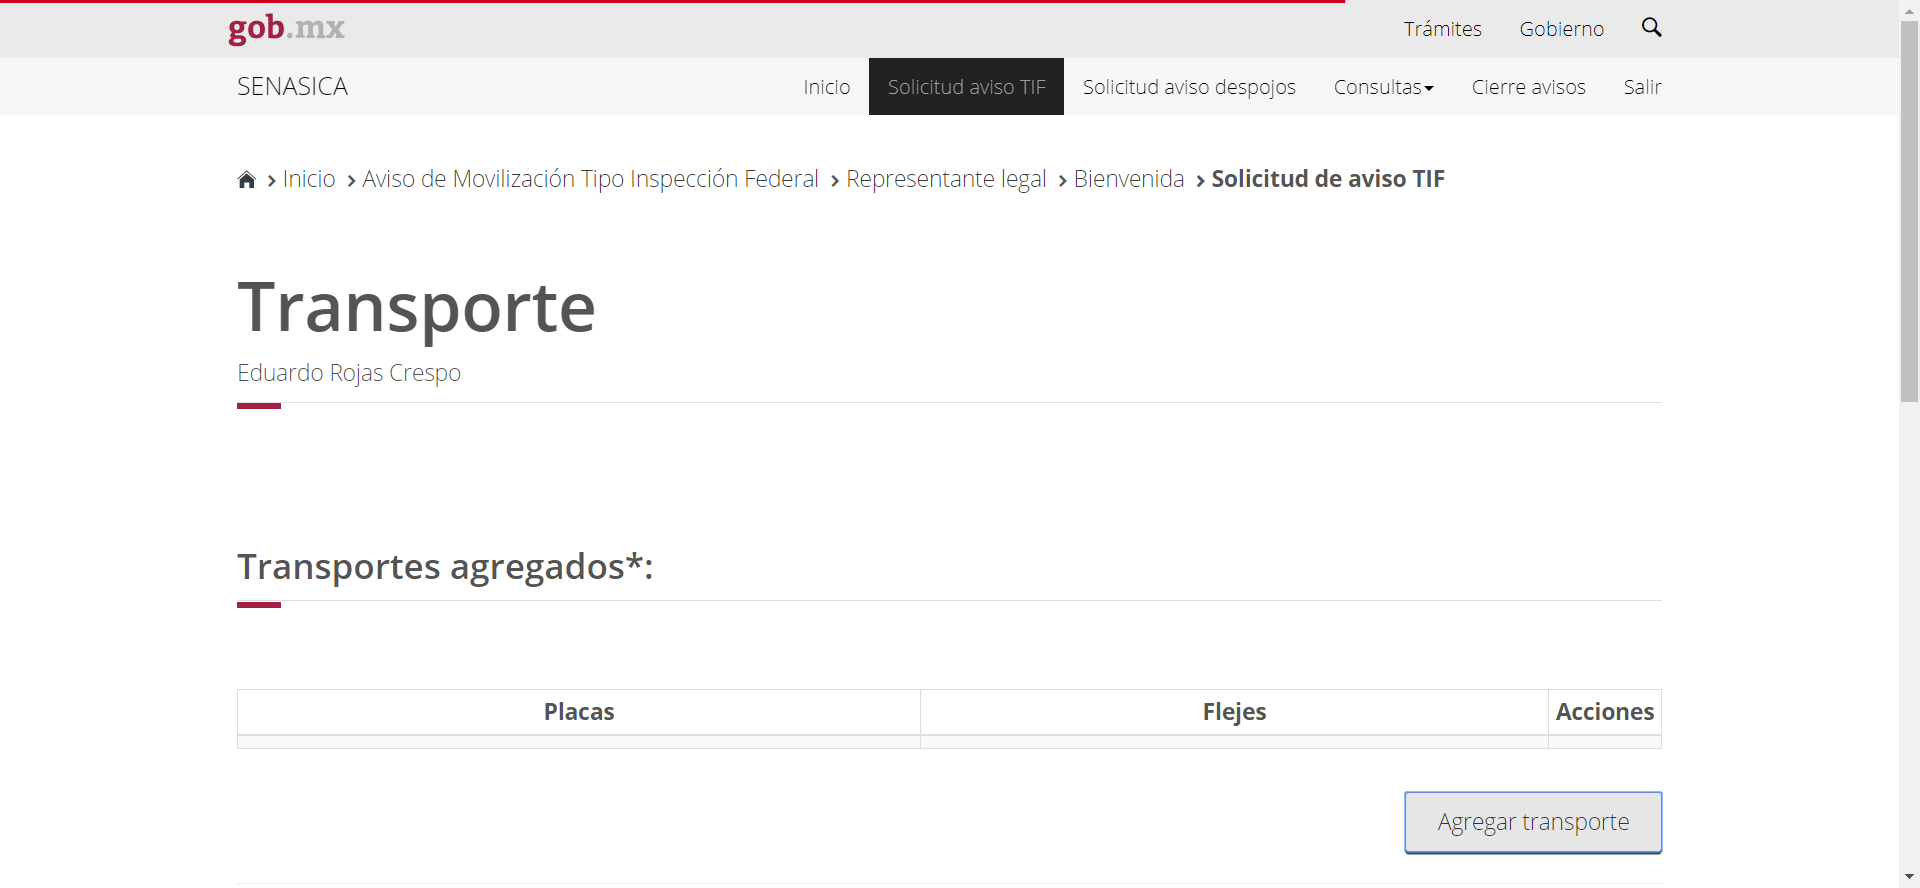 gob.mx
Trámites
Gobierno
SENASICA
Inicio
Solicitud aviso TIF
Solicitud aviso despojos
Consultas
Cierre avisos
Salir
Inicio
Aviso de Movilización Tipo Inspección Federal
Representante legal
Bienvenida
Solicitud de aviso TIF
Transporte
Eduardo Rojas Crespo
Transportes agregados*:
Placas
Flejes
Acciones
Agregar transporte